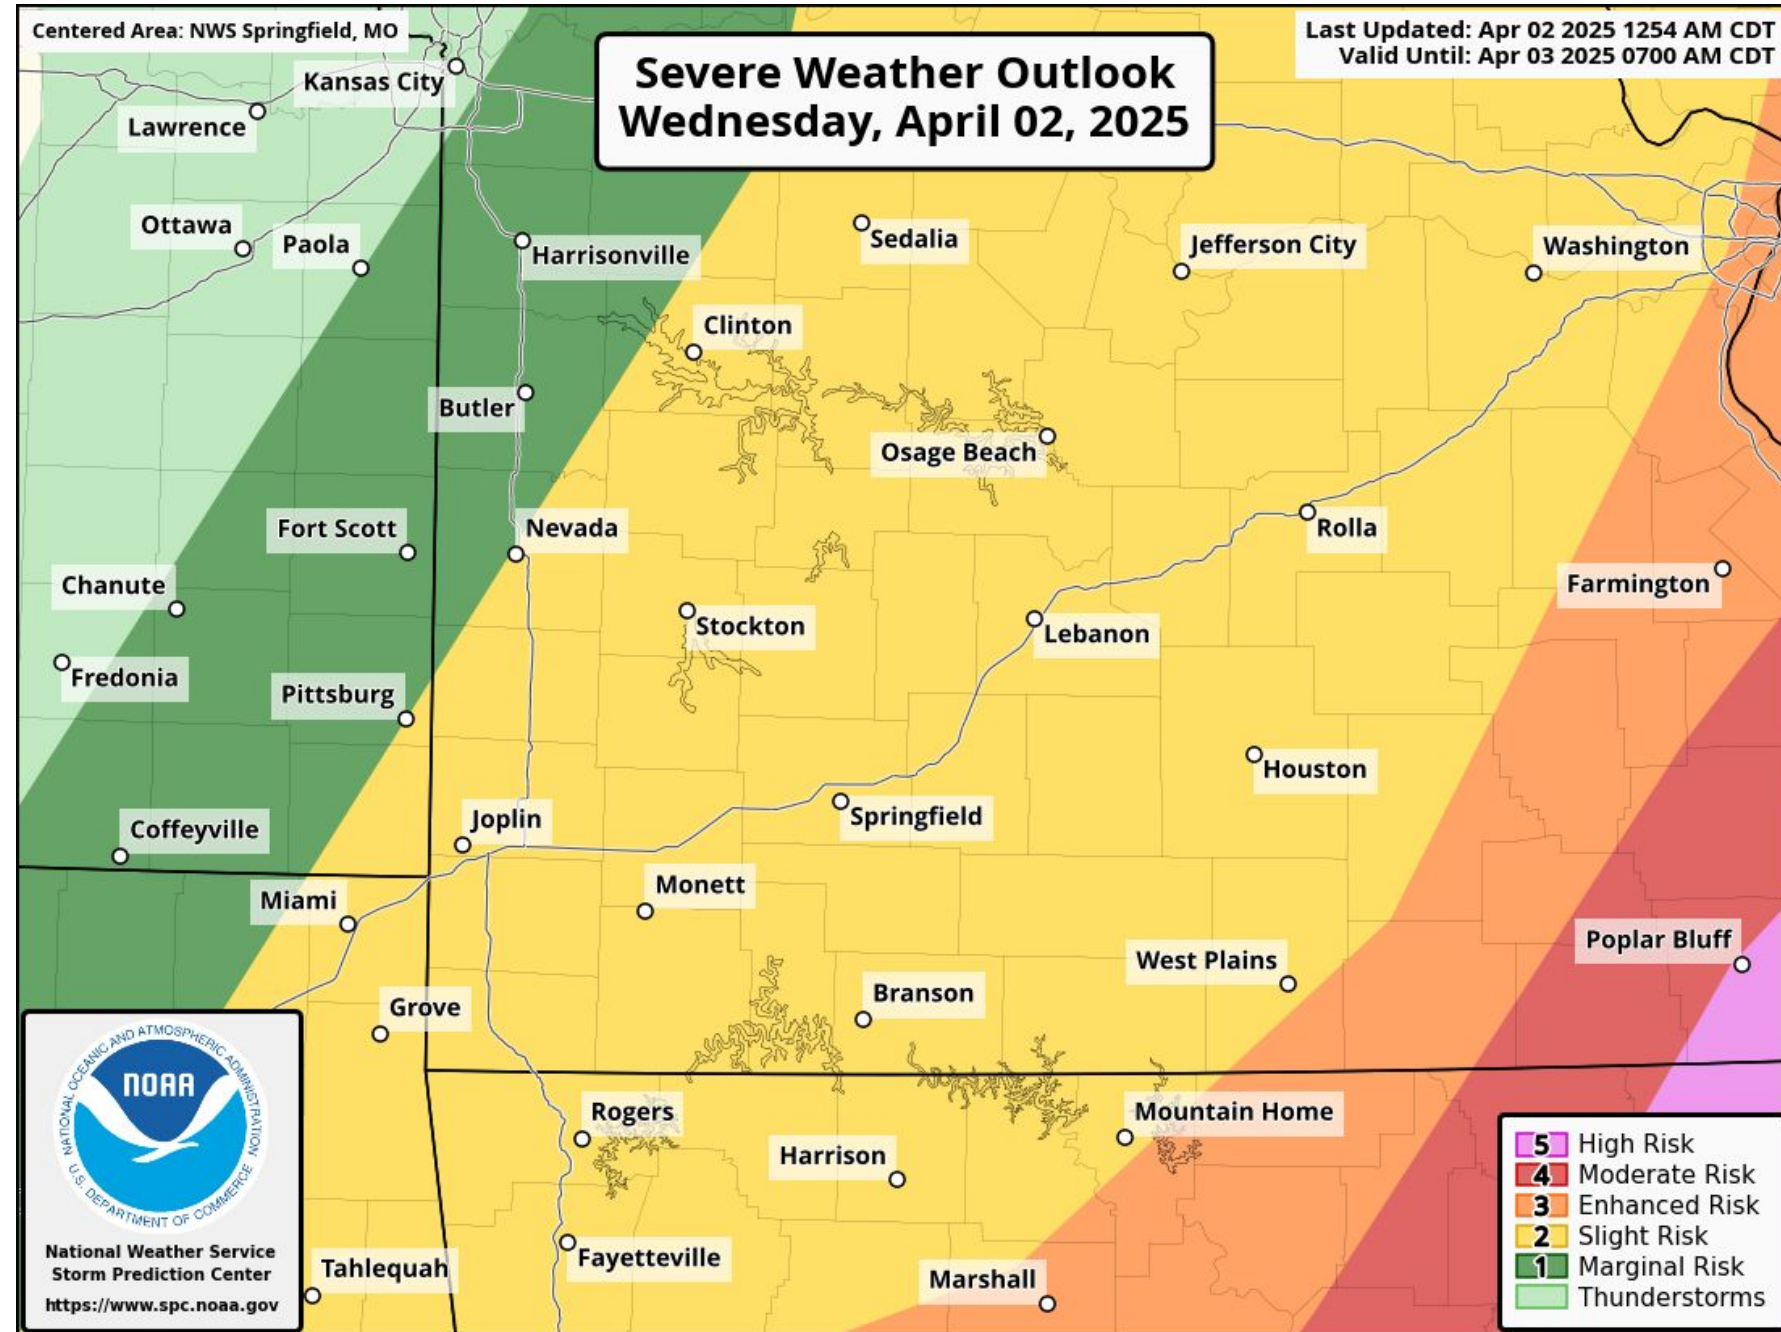 Centered Area: NWS Springfield, MO
Last Updated: Apr 02 2025 1254 AM CDT
Valid Until: Apr 03 2025 0700 AM CDT
Severe Weather Outlook
Wednesday, April 02, 2025
Kansas City
Lawrence
Ottawa
Paola
Harrisonville
Sedalia
Jefferson City
Washington
Clinton
Butler
Osage Beach
Fort Scott
Nevada
Rolla
Chanute
Farmington
Stockton
Lebanon
Fredonia
Pittsburg
Houston
Joplin
Springfield
Coffeyville
Monett
Miami
Poplar Bluff
West Plains
Branson
Grove
Rogers
Mountain Home
Harrison
Fayetteville
Tahlequah
Marshall
NATIONAL OCEANIC AND ATMOSPHERIC ADMINISTRATION
NOAA
U.S. DEPARTMENT OF COMMERCE
National Weather Service
Storm Prediction Center
https://www.spc.noaa.gov
5 High Risk
4 Moderate Risk
3 Enhanced Risk
2 Slight Risk
1 Marginal Risk
Thunderstorms